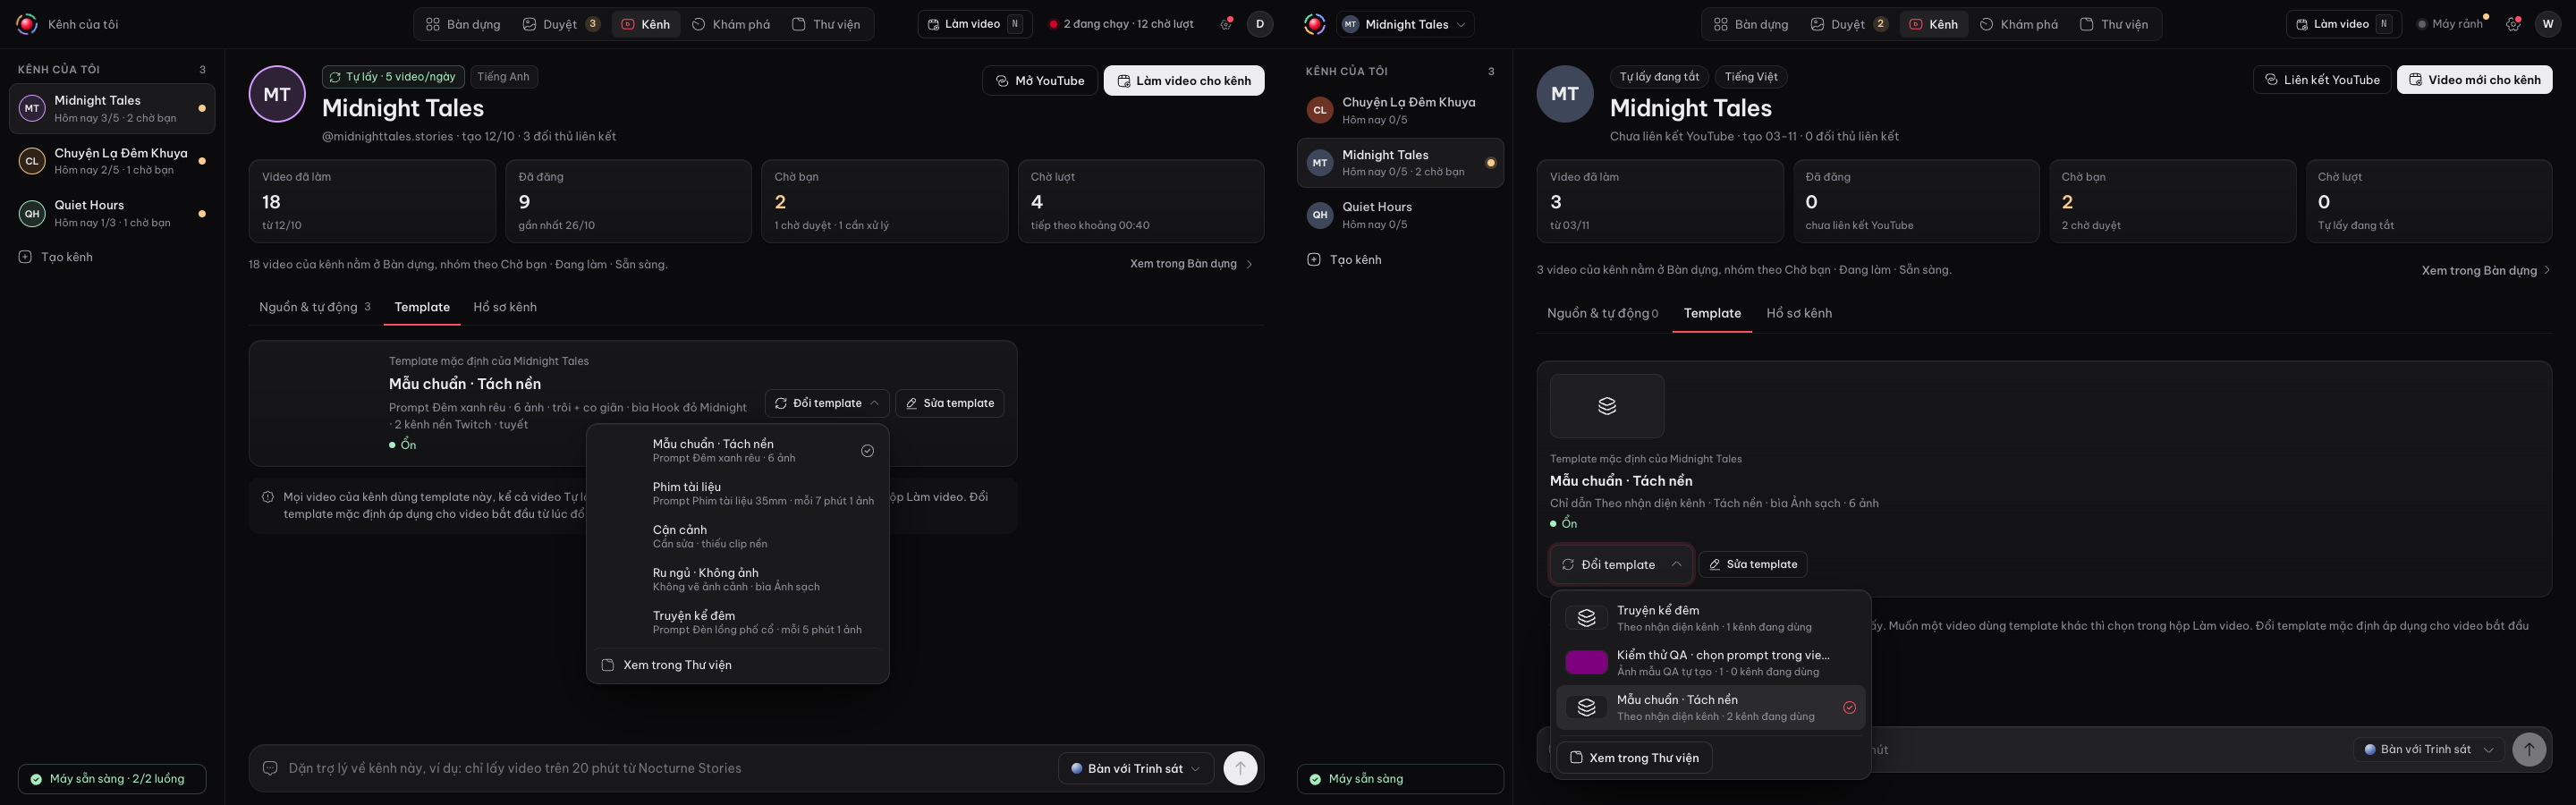 Kênh của tôi
Bàn dựng
Duyệt 3
Kênh
Khám phá
Thư viện
Làm video N
2 đang chạy · 12 chờ lượt
D
KÊNH CỦA TÔI 3
MT
Midnight Tales
Hôm nay 3/5 · 2 chờ bạn
CL
Chuyện Lạ Đêm Khuya
Hôm nay 2/5 · 1 chờ bạn
QH
Quiet Hours
Hôm nay 1/3 · 1 chờ bạn
Tạo kênh
Máy sẵn sàng · 2/2 luồng
MT
Tự lấy · 5 video/ngày
Tiếng Anh
Midnight Tales
@midnighttales.stories · tạo 12/10 · 3 đối thủ liên kết
Mở YouTube
Làm video cho kênh
Video đã làm
18
từ 12/10
Đã đăng
9
gần nhất 26/10
Chờ bạn
2
1 chờ duyệt · 1 cần xử lý
Chờ lượt
4
tiếp theo khoảng 00:40
18 video của kênh nằm ở Bàn dựng, nhóm theo Chờ bạn · Đang làm · Sẵn sàng.
Xem trong Bàn dựng
Nguồn & tự động 3
Template
Hồ sơ kênh
Template mặc định của Midnight Tales
Mẫu chuẩn · Tách nền
Prompt Đêm xanh rêu · 6 ảnh · trôi + co giãn · bìa Hook đỏ Midnight
· 2 kênh nền Twitch · tuyết
Ổn
Đổi template
Sửa template
Mọi video của kênh dùng template này, kể cả video Tự l
ộp Làm video. Đổi
template mặc định áp dụng cho video bắt đầu từ lúc đổ
Mẫu chuẩn · Tách nền
Prompt Đêm xanh rêu · 6 ảnh
Phim tài liệu
Prompt Phim tài liệu 35mm · mỗi 7 phút 1 ảnh
Cận cảnh
Cần sửa · thiếu clip nền
Ru ngủ · Không ảnh
Không vẽ ảnh cảnh · bìa Ảnh sạch
Truyện kể đêm
Prompt Đèn lồng phố cổ · mỗi 5 phút 1 ảnh
Xem trong Thư viện
Dặn trợ lý về kênh này, ví dụ: chỉ lấy video trên 20 phút từ Nocturne Stories
Bàn với Trinh sát
MT Midnight Tales
Bàn dựng
Duyệt 2
Kênh
Khám phá
Thư viện
Làm video N
Máy rảnh
W
KÊNH CỦA TÔI 3
CL
Chuyện Lạ Đêm Khuya
Hôm nay 0/5
MT
Midnight Tales
Hôm nay 0/5 · 2 chờ bạn
QH
Quiet Hours
Hôm nay 0/5
Tạo kênh
Máy sẵn sàng
MT
Tự lấy đang tắt
Tiếng Việt
Midnight Tales
Chưa liên kết YouTube · tạo 03-11 · 0 đối thủ liên kết
Liên kết YouTube
Video mới cho kênh
Video đã làm
3
từ 03/11
Đã đăng
0
chưa liên kết YouTube
Chờ bạn
2
2 chờ duyệt
Chờ lượt
0
Tự lấy đang tắt
3 video của kênh nằm ở Bàn dựng, nhóm theo Chờ bạn · Đang làm · Sẵn sàng.
Xem trong Bàn dựng
Nguồn & tự động 0
Template
Hồ sơ kênh
Template mặc định của Midnight Tales
Mẫu chuẩn · Tách nền
Chỉ dẫn Theo nhận diện kênh · Tách nền · bìa Ảnh sạch · 6 ảnh
Ổn
Đổi template
Sửa template
ấy. Muốn một video dùng template khác thì chọn trong hộp Làm video. Đổi template mặc định áp dụng cho video bắt đầu
Truyện kể đêm
Theo nhận diện kênh · 1 kênh đang dùng
Kiểm thử QA · chọn prompt trong vie...
Ảnh mẫu QA tự tạo · 1 · 0 kênh đang dùng
Mẫu chuẩn · Tách nền
Theo nhận diện kênh · 2 kênh đang dùng
Xem trong Thư viện
hút
Bàn với Trinh sát